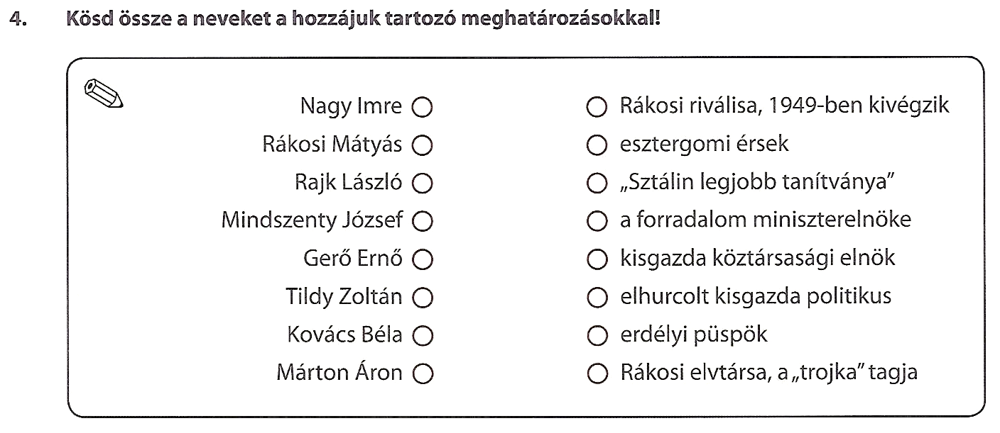 4. Kösd össze a neveket a hozzájuk tartozó meghatározásokkal!
Nagy Imre ○ ○ Rákosi riválisa, 1949-ben kivégzik
Rákosi Mátyás ○ ○ esztergomi érsek
Rajk László ○ ○ „Sztálin legjobb tanítványa”
Mindszenty József ○ ○ a forradalom miniszterelnöke
Gerő Ernő ○ ○ kisgazda köztársasági elnök
Tildy Zoltán ○ ○ elhurcolt kisgazda politikus
Kovács Béla ○ ○ erdélyi püspök
Márton Áron ○ ○ Rákosi elvtársa, a „trojka” tagja